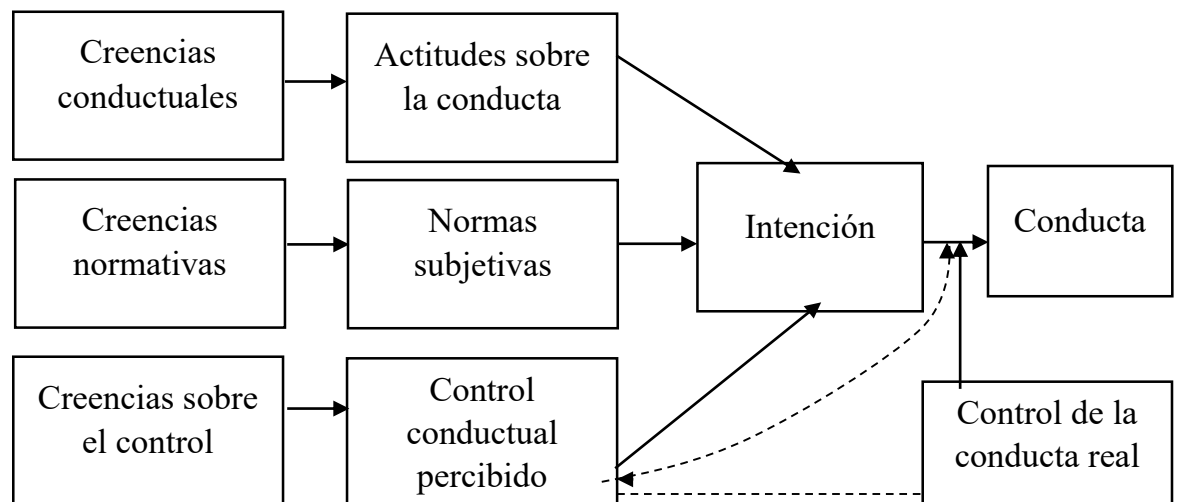 Creencias
conductuales
Actitudes sobre
la conducta
Creencias
normativas
Normas
subjetivas
Intención
Conducta
Creencias sobre
el control
Control
conductual
percibido
Control de la
conducta real